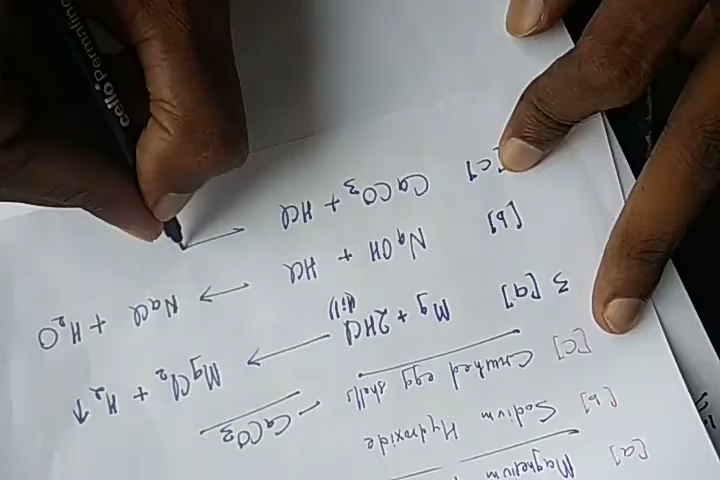 [a] Magnesium
[b] Sodium Hydroxide
[c] Crushed egg shells – CaCO3
3 [a] Mg + 2HCl (dil) → MgCl2 + H2↑
[b] NaOH + HCl → NaCl + H2O
[c] CaCO3 + HCl →
cello